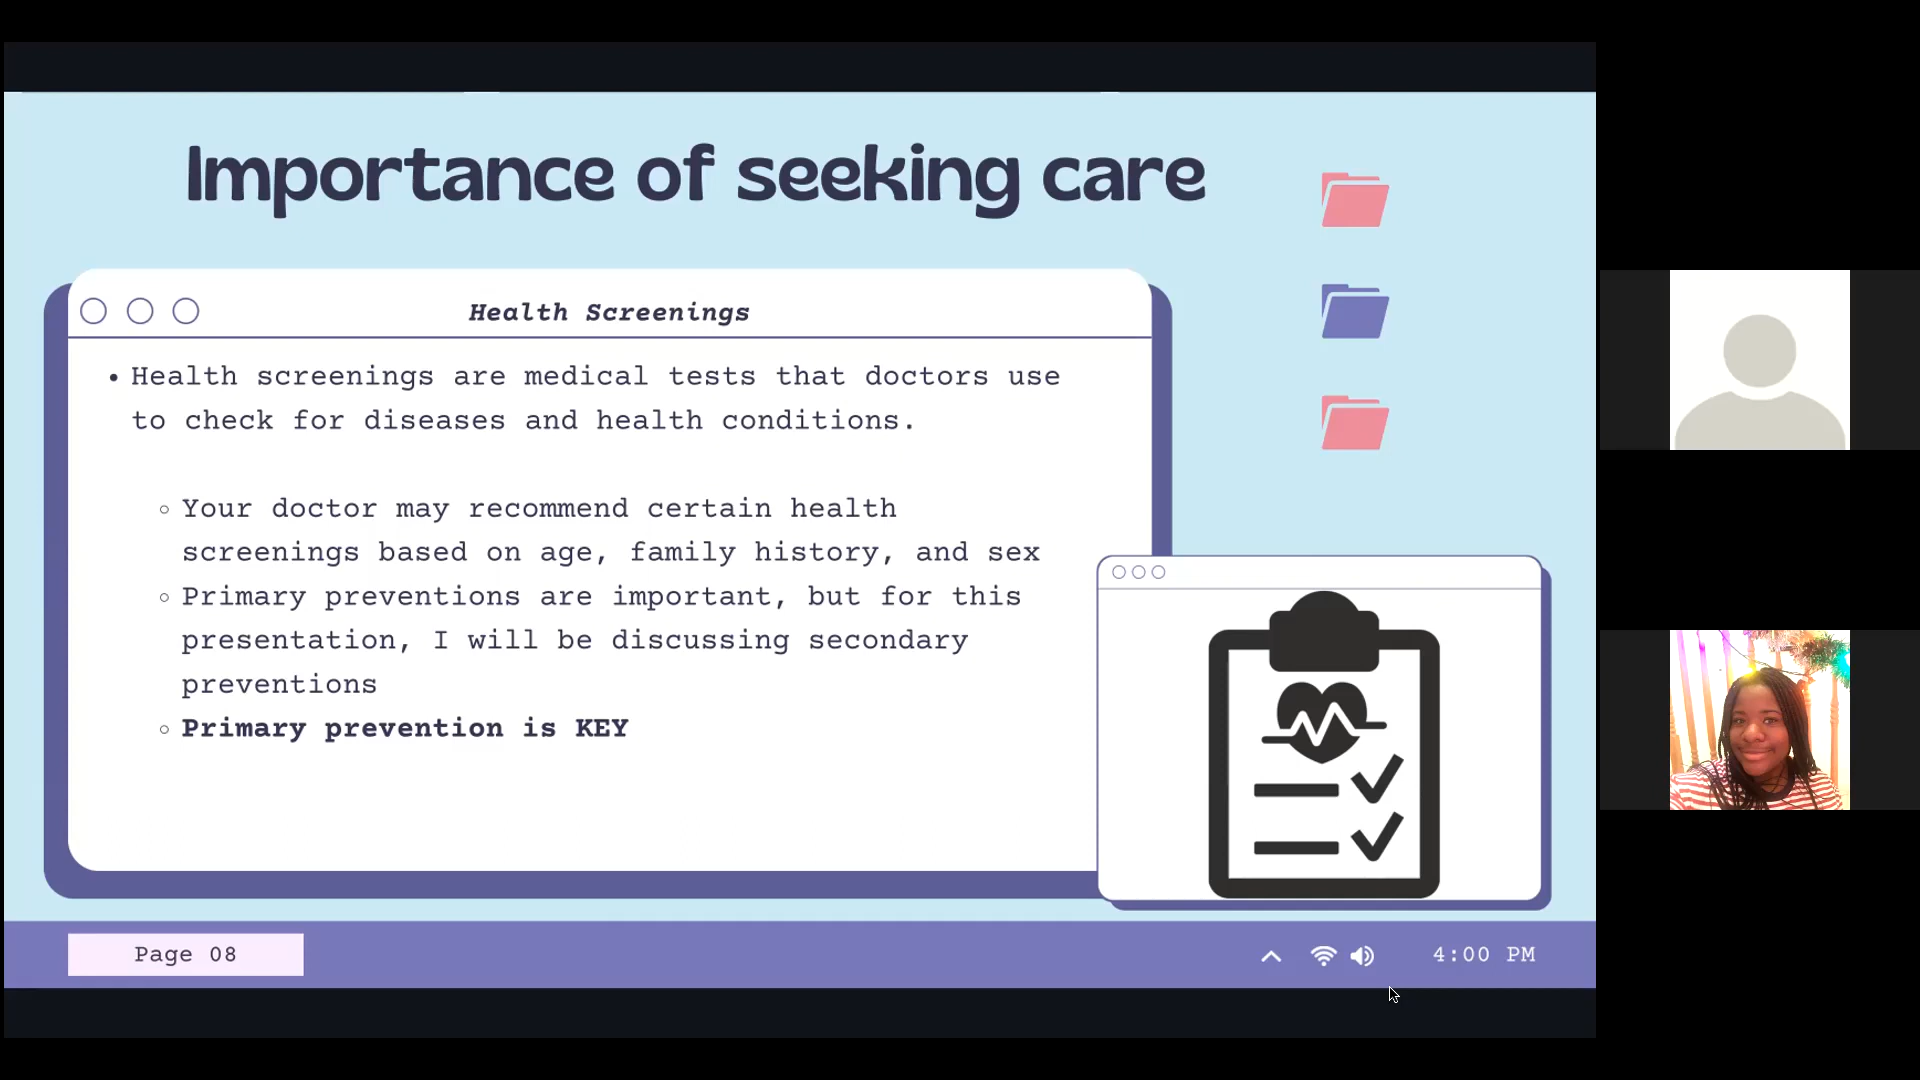 Importance of seeking care
Health Screenings
• Health screenings are medical tests that doctors use
to check for diseases and health conditions.
○ Your doctor may recommend certain health
screenings based on age, family history, and sex
○ Primary preventions are important, but for this
presentation, I will be discussing secondary
preventions
○ Primary prevention is KEY
Page 08
4:00 PM